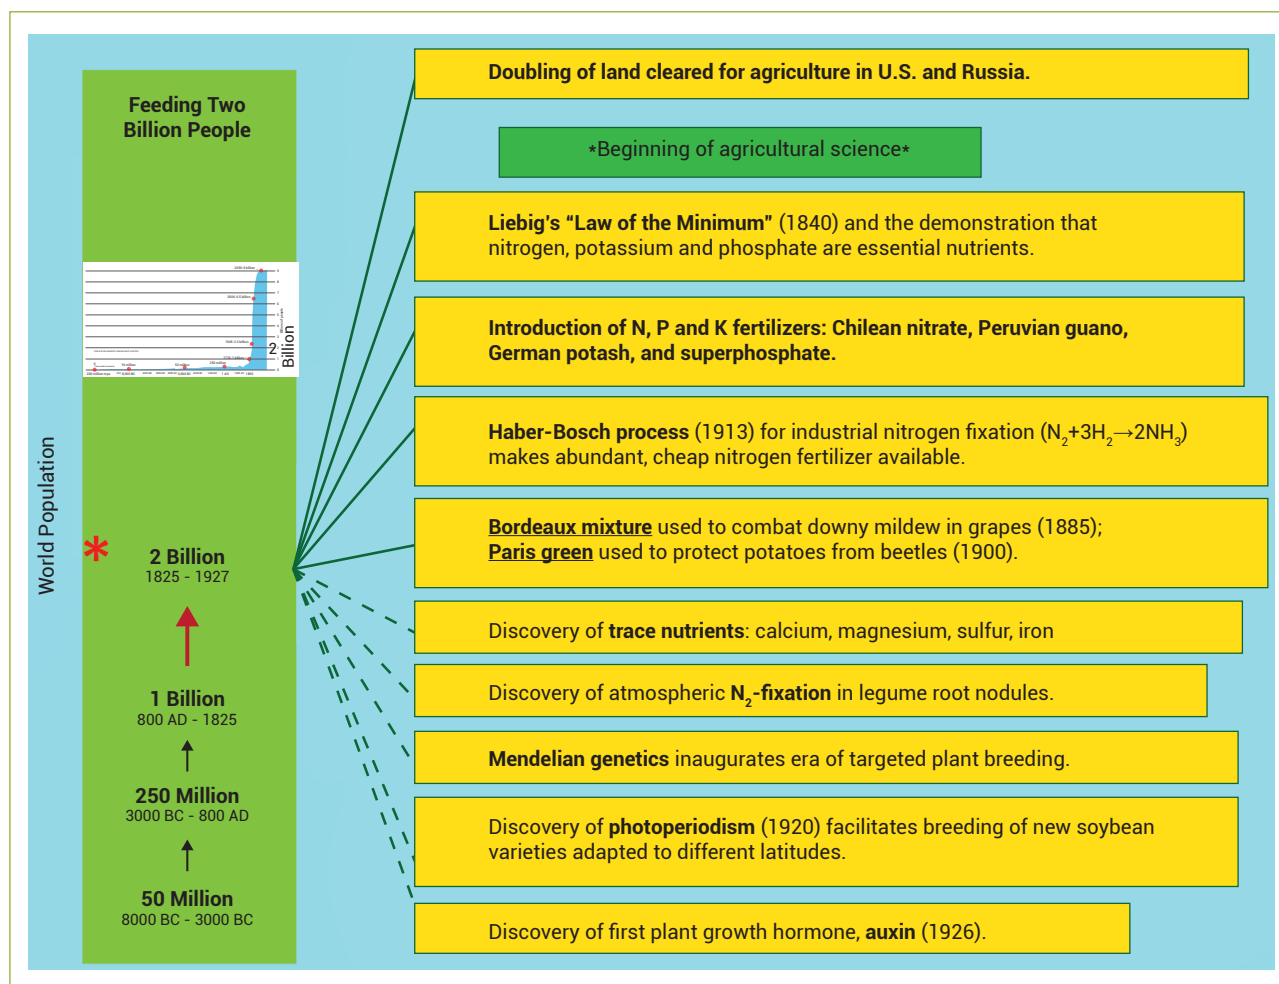 Feeding Two
Billion People
2
Billion
World Population
*
2 Billion
1825 - 1927
1 Billion
800 AD - 1825
250 Million
3000 BC - 800 AD
50 Million
8000 BC - 3000 BC
Doubling of land cleared for agriculture in U.S. and Russia.
*Beginning of agricultural science*
Liebig's “Law of the Minimum” (1840) and the demonstration that
nitrogen, potassium and phosphate are essential nutrients.
Introduction of N, P and K fertilizers: Chilean nitrate, Peruvian guano,
German potash, and superphosphate.
Haber-Bosch process (1913) for industrial nitrogen fixation (N₂+3H₂→2NH₃)
makes abundant, cheap nitrogen fertilizer available.
Bordeaux mixture used to combat downy mildew in grapes (1885);
Paris green used to protect potatoes from beetles (1900).
Discovery of trace nutrients: calcium, magnesium, sulfur, iron
Discovery of atmospheric N₂-fixation in legume root nodules.
Mendelian genetics inaugurates era of targeted plant breeding.
Discovery of photoperiodism (1920) facilitates breeding of new soybean
varieties adapted to different latitudes.
Discovery of first plant growth hormone, auxin (1926).